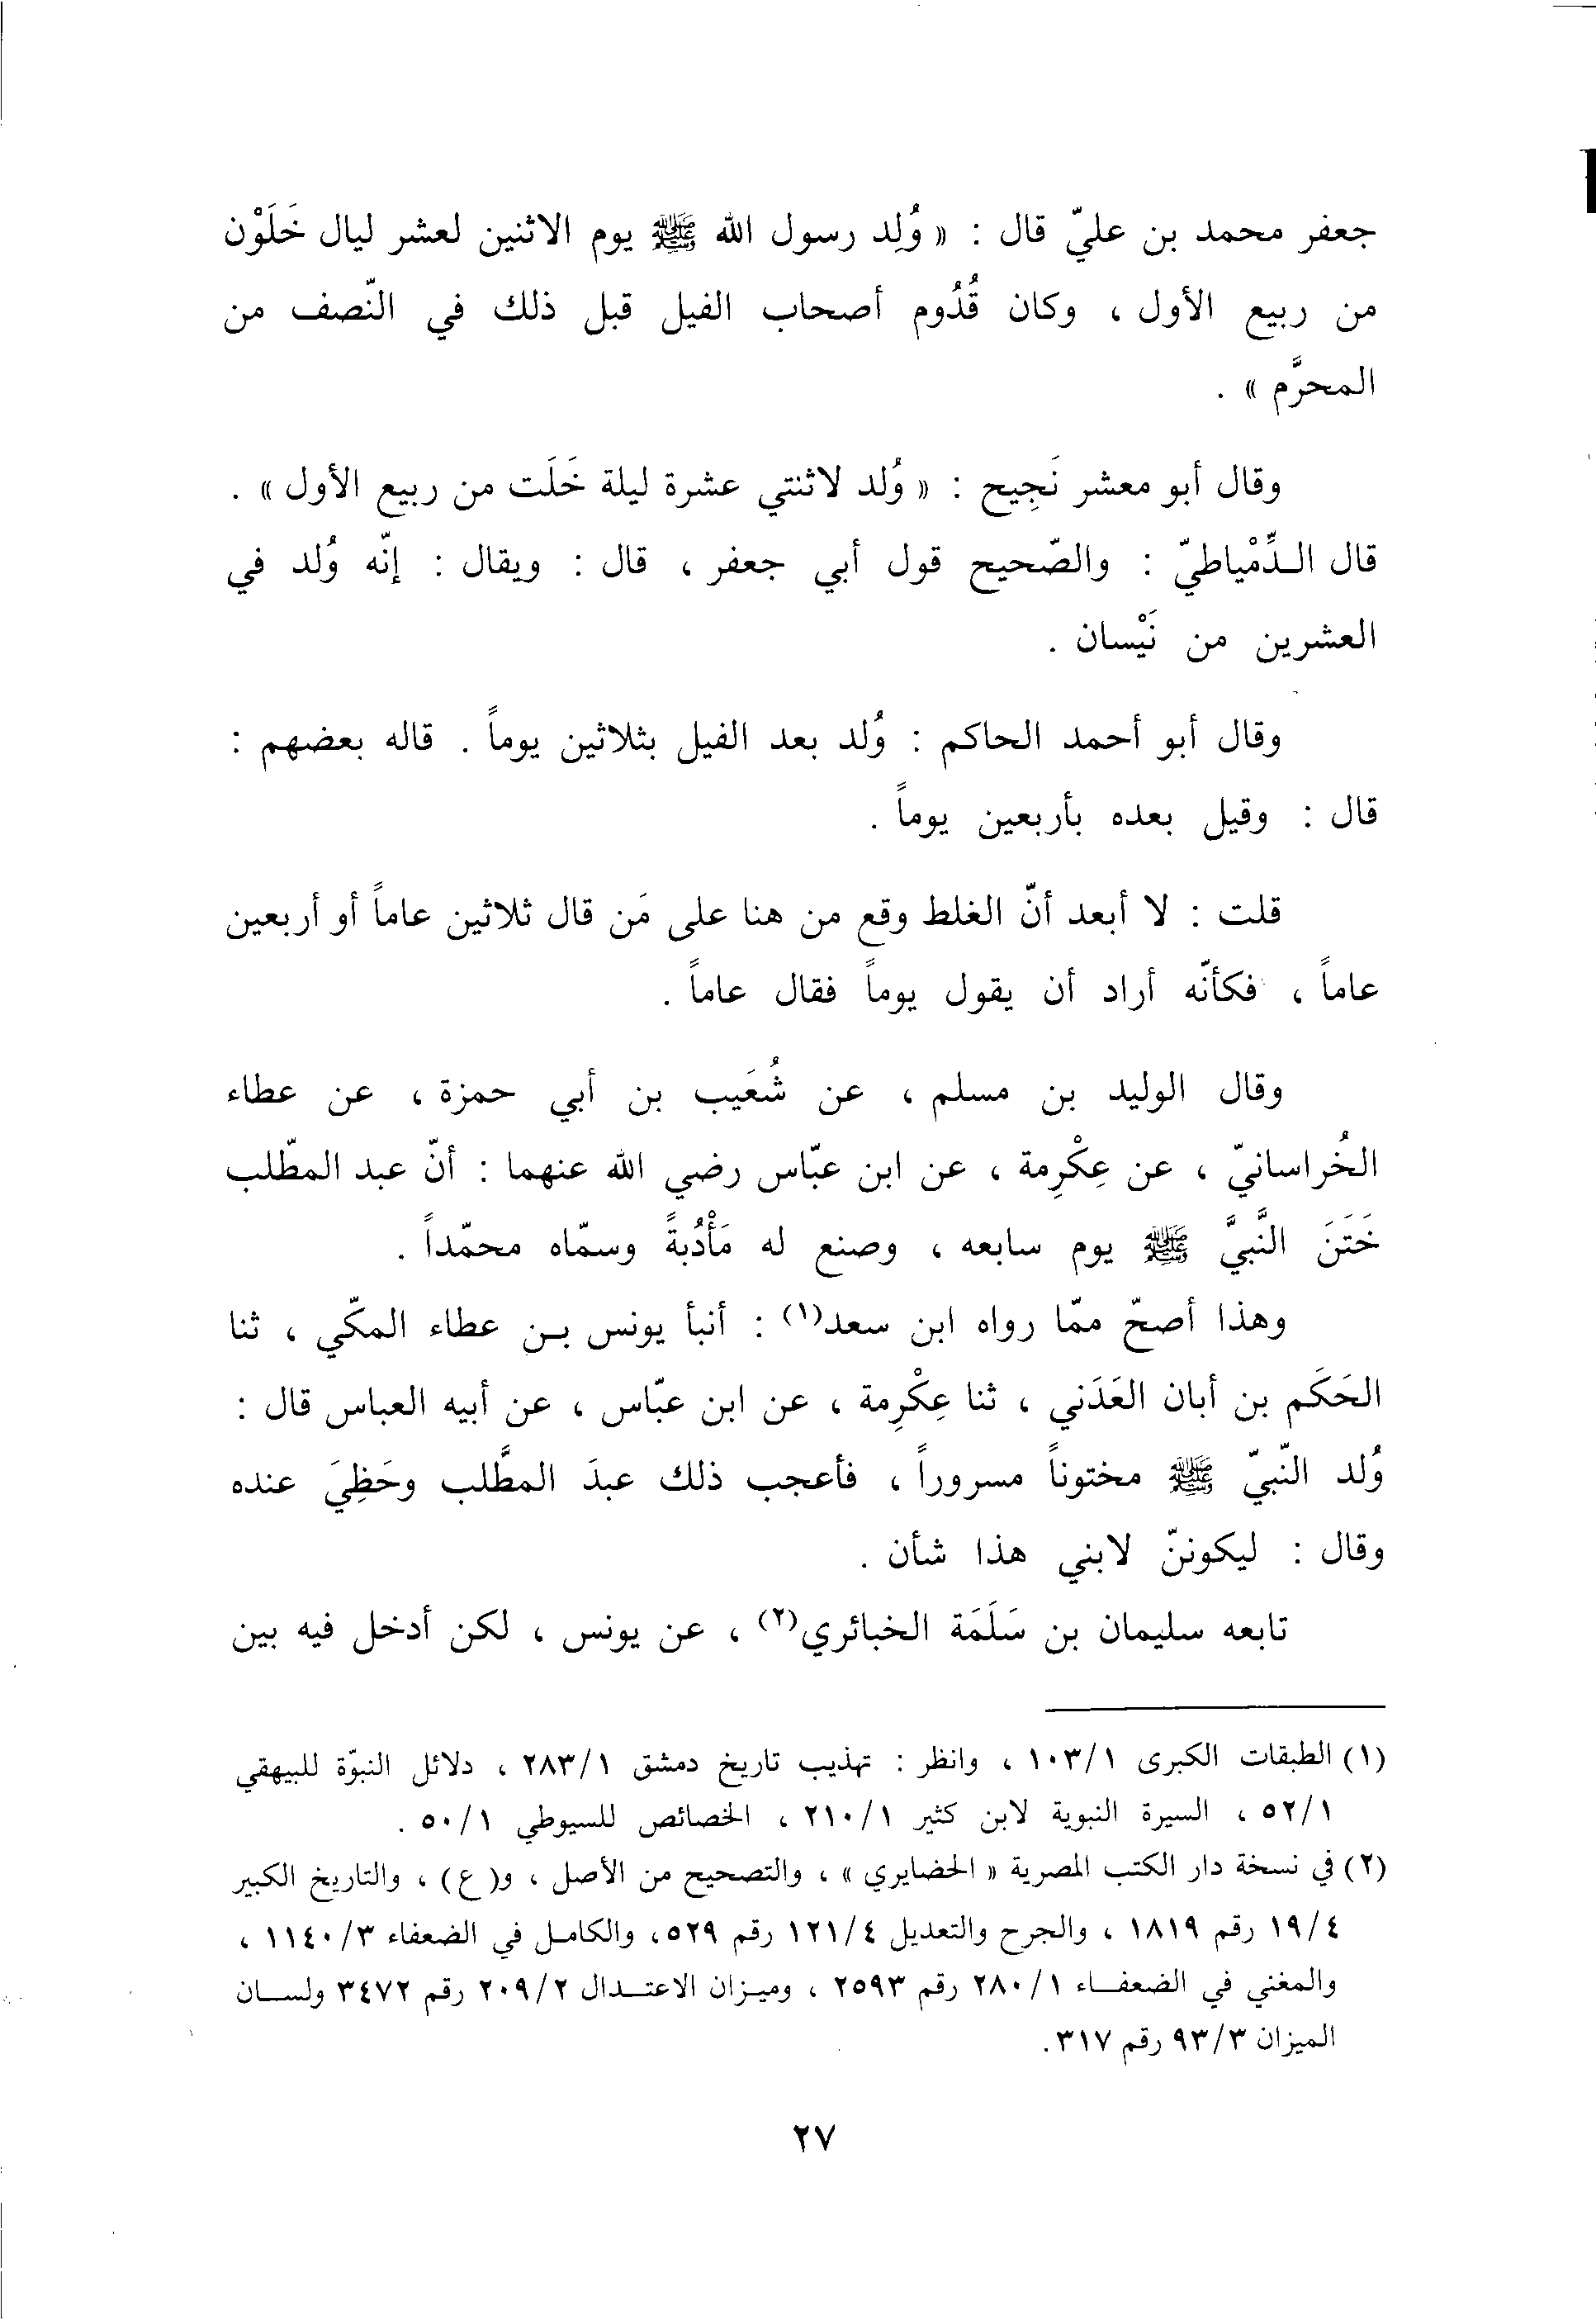 جعفر محمد بن عليّ قال : « وُلِد رسول الله ﷺ يوم الاثنين لعشر ليال خَلَوْن
من ربيع الأول ، وكان قُدُوم أصحاب الفيل قبل ذلك في النّصف من
المحرَّم » .
وقال أبو معشر نَجِيح : « وُلد لاثنتي عشرة ليلة خَلَت من ربيع الأول » .
قال الـدِّمْياطيّ : والصّحيح قول أبي جعفر ، قال : ويقال : إنّه وُلد في
العشرين من نَيْسان .
وقال أبو أحمد الحاكم : وُلد بعد الفيل بثلاثين يوماً . قاله بعضهم :
قال : وقيل بعده بأربعين يوماً .
قلت : لا أبعد أنّ الغلط وقع من هنا على مَن قال ثلاثين عاماً أو أربعين
عاماً ، فكأنّه أراد أن يقول يوماً فقال عاماً .
وقال الوليد بن مسلم ، عن شُعَيب بن أبي حمزة ، عن عطاء
الخُراسانيّ ، عن عِكْرِمة ، عن ابن عبّاس رضي الله عنهما : أنّ عبد المطّلب
خَتَنَ النَّبيَّ ﷺ يوم سابعه ، وصنع له مَأْدُبةً وسمّاه محمّداً .
وهذا أصحّ ممّا رواه ابن سعد(١) : أنبأ يونس بـن عطاء المكّي ، ثنا
الحَكَم بن أبان العَدَني ، ثنا عِكْرِمة ، عن ابن عبّاس ، عن أبيه العباس قال :
وُلد النّبيّ ﷺ مختوناً مسروراً ، فأعجب ذلك عبدَ المطَّلب وحَظِيَ عنده
وقال : ليكوننّ لابني هذا شأن .
تابعه سليمان بن سَلَمَة الخبائري(٢) ، عن يونس ، لكن أدخل فيه بين
(١) الطبقات الكبرى ١٠٣/١ ، وانظر : تهذيب تاريخ دمشق ٢٨٣/١ ، دلائل النبوّة للبيهقي
٥٢/١ ، السيرة النبوية لابن كثير ٢١٠/١ ، الخصائص للسيوطي ٥٠/١ .
(٢) في نسخة دار الكتب المصرية « الحضايري » ، والتصحيح من الأصل ، و(ع) ، والتاريخ الكبير
١٩/٤ رقم ١٨١٩ ، والجرح والتعديل ١٢١/٤ رقم ٥٢٩، والكامـل في الضعفاء ١١٤٠/٣ ،
والمغني في الضعفـاء ٢٨٠/١ رقم ٢٥٩٣ ، وميـزان الاعتـدال ٢٠٩/٢ رقم ٣٤٧٢ ولسـان
الميزان ٩٣/٣ رقم ٣١٧.
٢٧